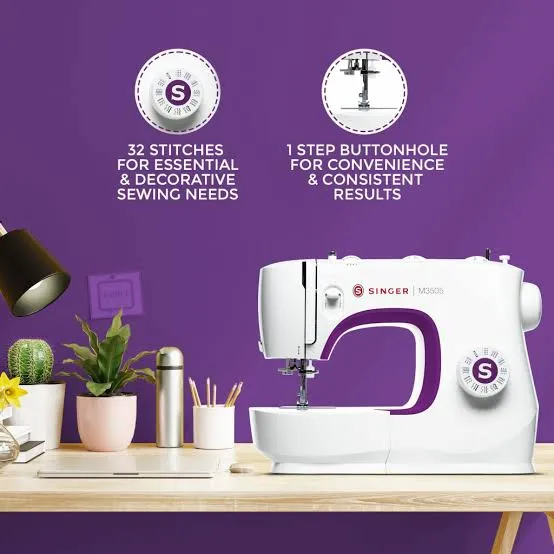 32 STITCHES
FOR ESSENTIAL
& DECORATIVE
SEWING NEEDS
1 STEP BUTTONHOLE
FOR CONVENIENCE
& CONSISTENT
RESULTS
S SINGER | M3505
S
S